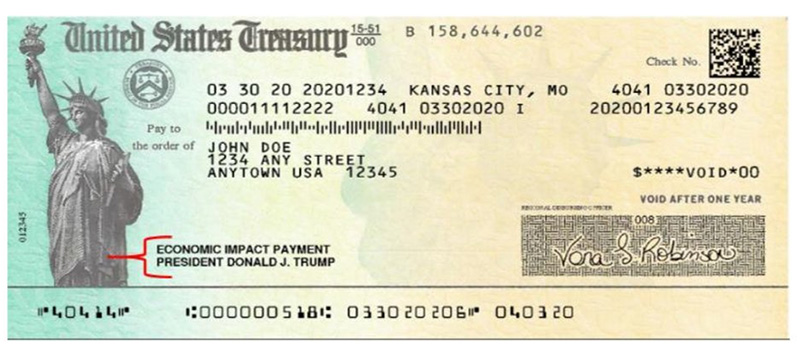 United States Treasury 15-51 000 B 158,644,602
Check No.
03 30 20 20201234 KANSAS CITY, MO 4041 03302020
000011112222 4041 03302020 I 20200123456789
Pay to
the order of
JOHN DOE
1234 ANY STREET
ANYTOWN USA 12345
$****VOID*00
VOID AFTER ONE YEAR
REGIONAL DISBURSING OFFICER
008
Vona S Robinson
012345
ECONOMIC IMPACT PAYMENT
PRESIDENT DONALD J. TRUMP
⑈40414⑈ ⑆000000518⑆ 033020206⑈ 040320